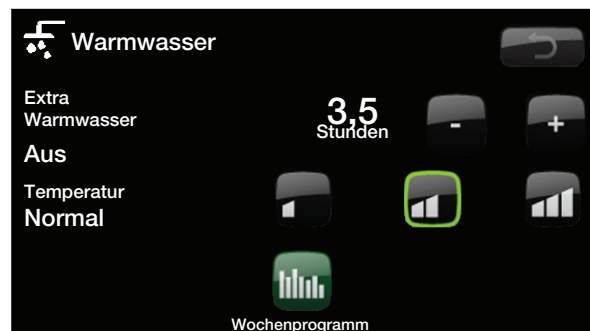 Warmwasser
Extra
Warmwasser
3,5
Stunden
-
+
Aus
Temperatur
Normal
Wochenprogramm